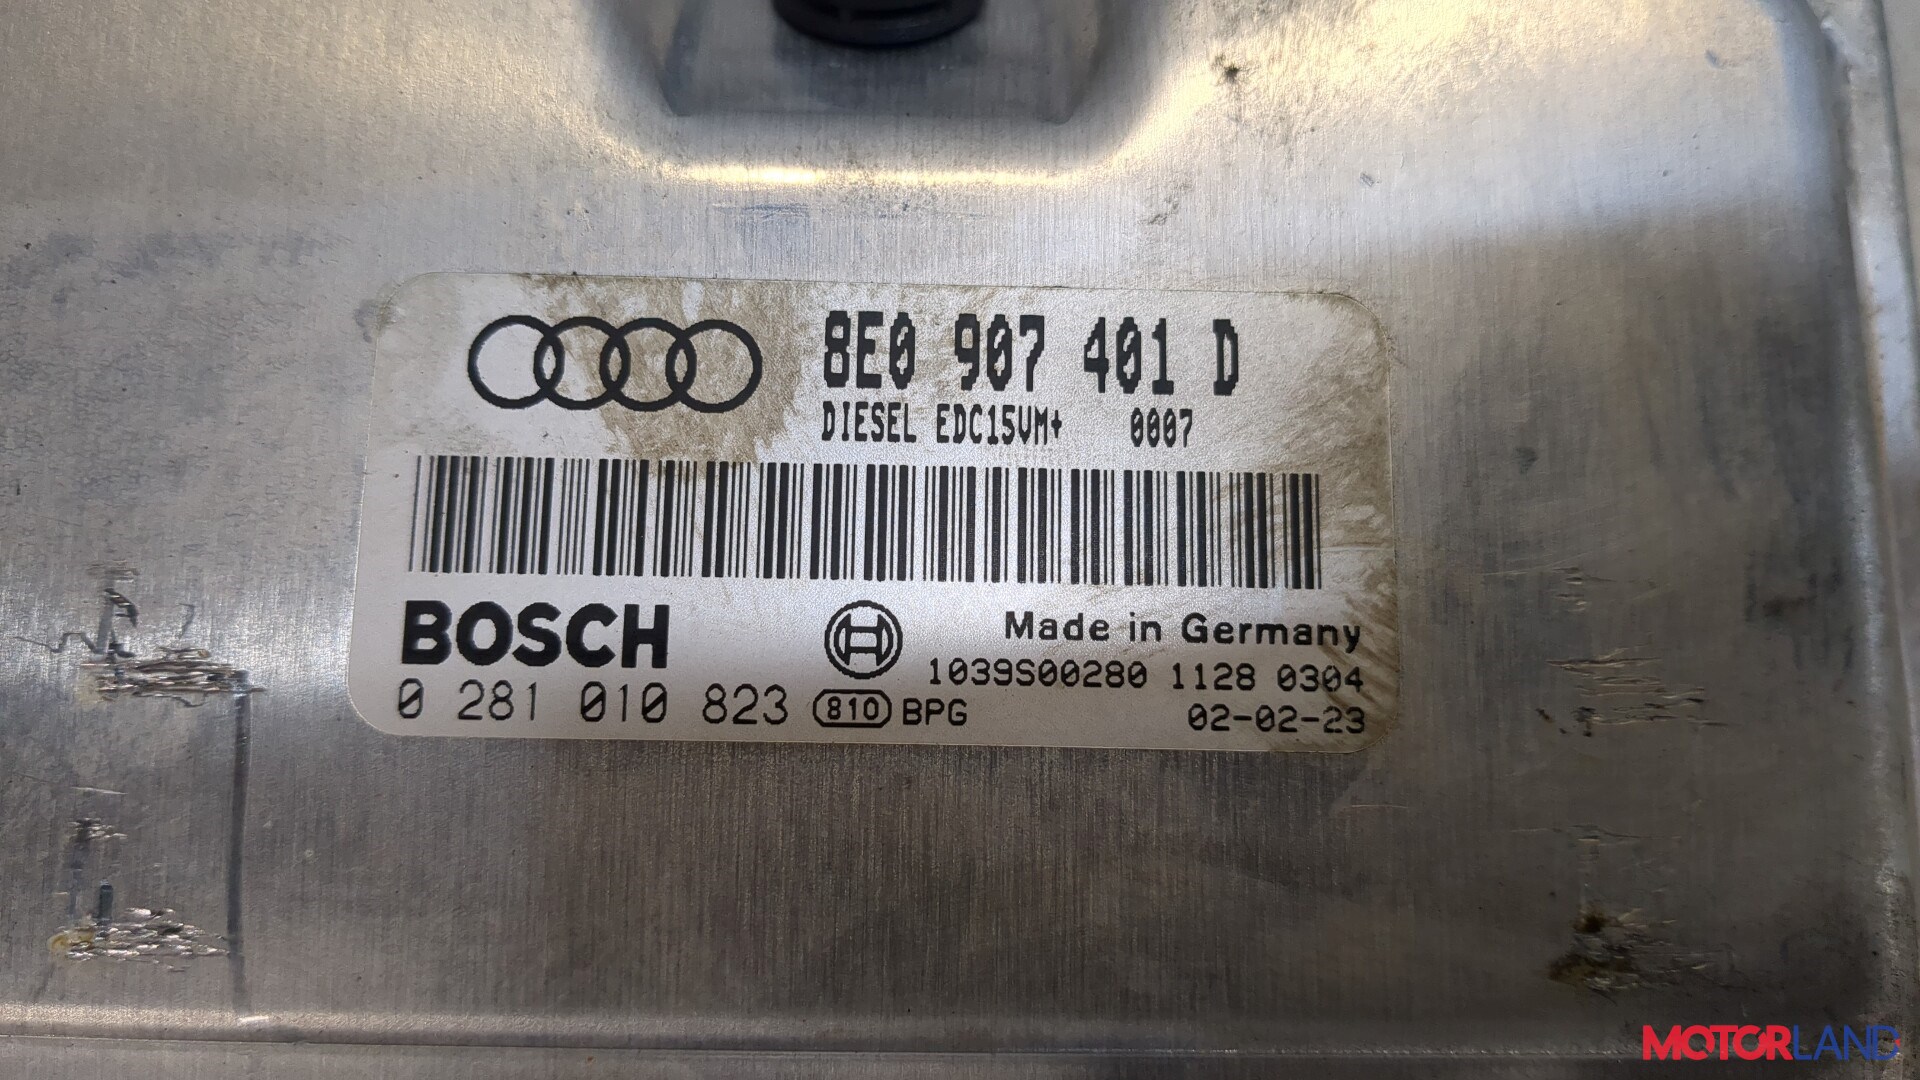 8E0 907 401 D
DIESEL EDC15VM+ 0007
BOSCH
Made in Germany
1039S00280 1128 0304
0 281 010 823 810 BPG 02-02-23
MOTORLAND